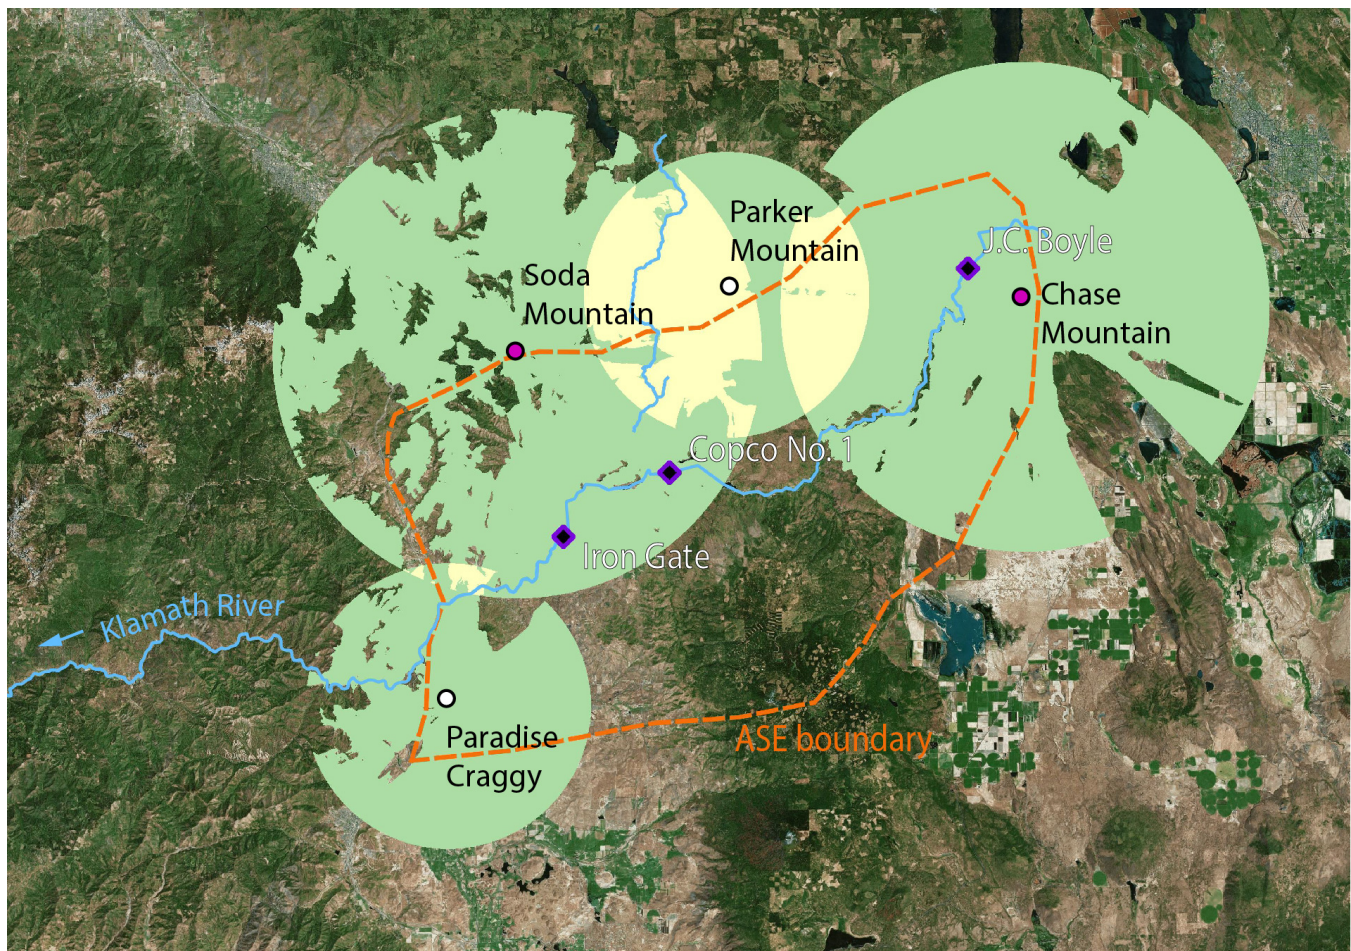 Parker
Mountain
J.C. Boyle
Soda
Mountain
Chase
Mountain
Copco No. 1
Iron Gate
Klamath River
Paradise
Craggy
ASE boundary